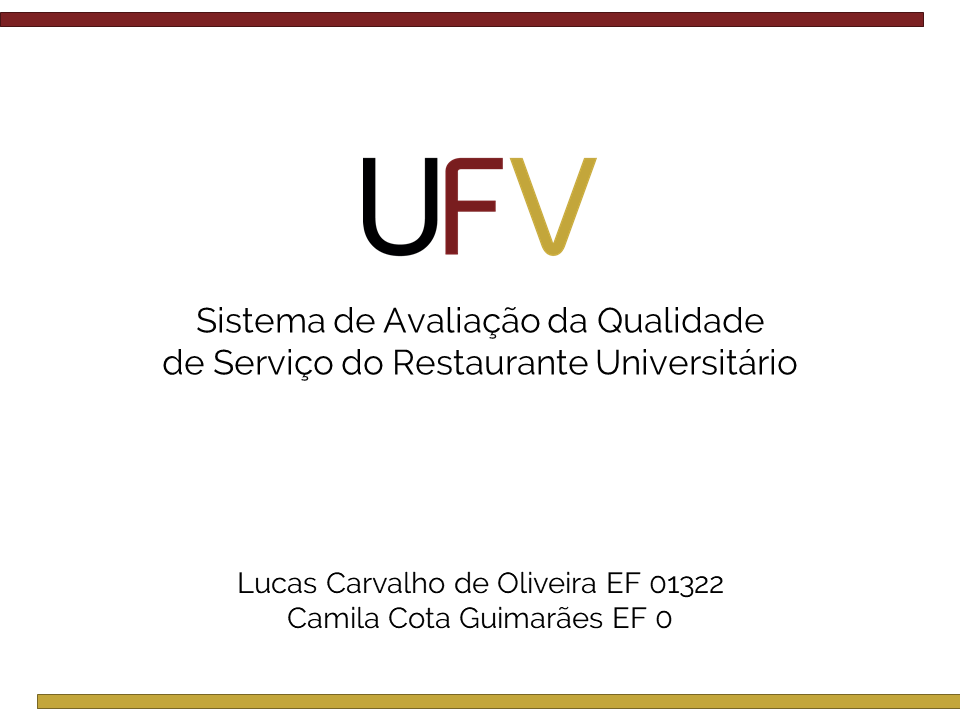 UFV
Sistema de Avaliação da Qualidade
de Serviço do Restaurante Universitário
Lucas Carvalho de Oliveira EF 01322
Camila Cota Guimarães EF 0